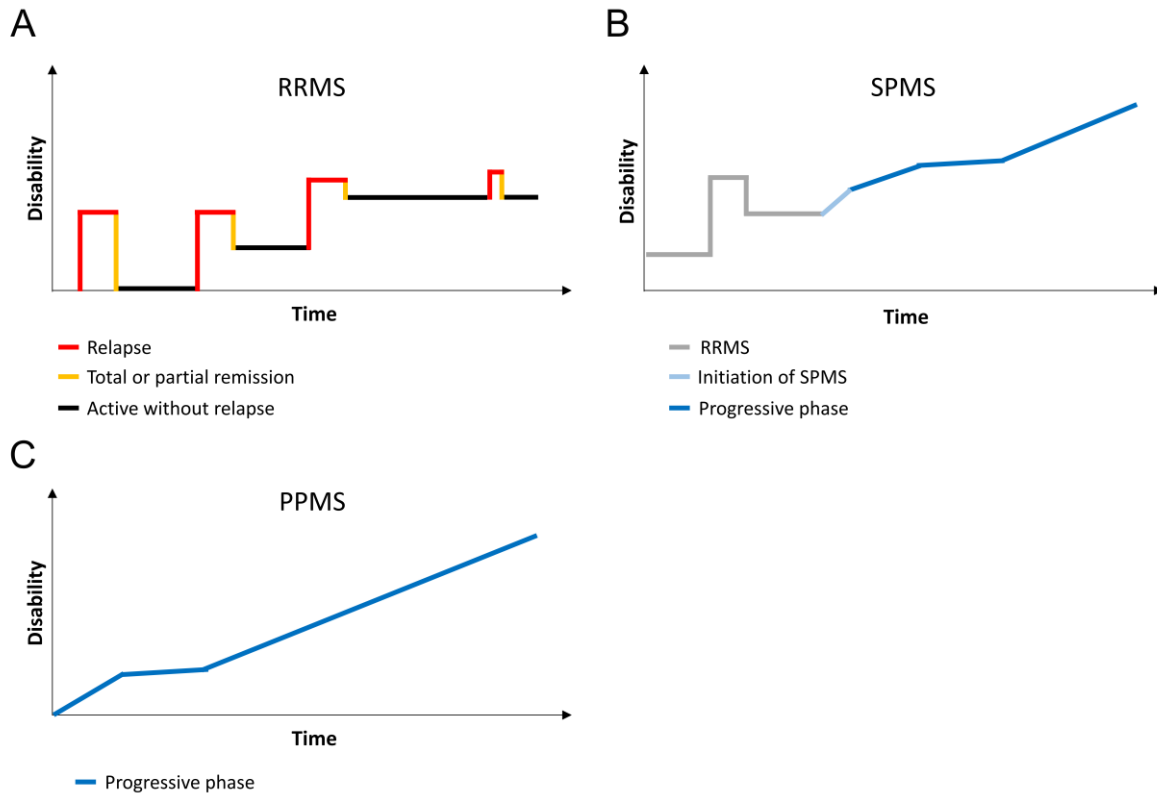 A
RRMS
Disability
Time
Relapse
Total or partial remission
Active without relapse
B
SPMS
Disability
Time
RRMS
Initiation of SPMS
Progressive phase
C
PPMS
Disability
Time
Progressive phase